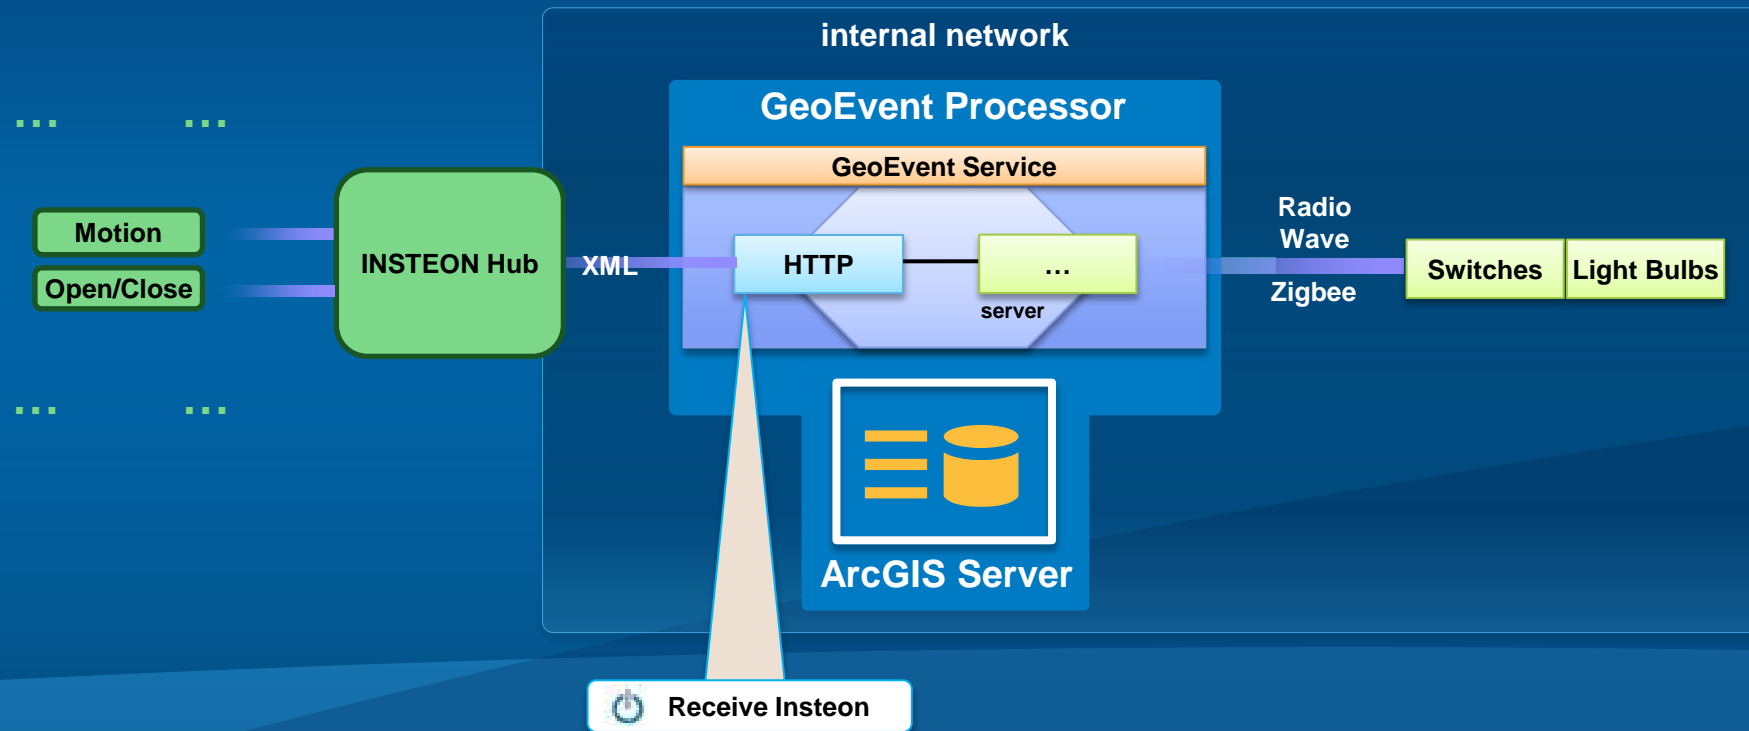 internal network
GeoEvent Processor
... ...
GeoEvent Service
Motion
Open/Close
INSTEON Hub
XML
HTTP
...
server
Radio
Wave
Zigbee
Switches
Light Bulbs
... ...
ArcGIS Server
Receive Insteon